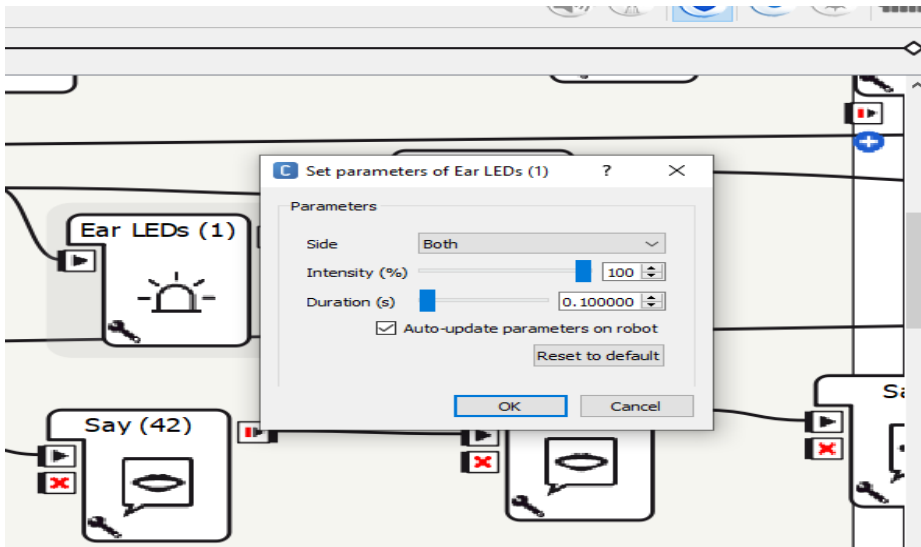 C Set parameters of Ear LEDs (1) ? ×
Parameters
Ear LEDs (1)
Side Both
Intensity (%) 100
Duration (s) 0.100000
Auto-update parameters on robot
Reset to default
OK Cancel
Say (42)